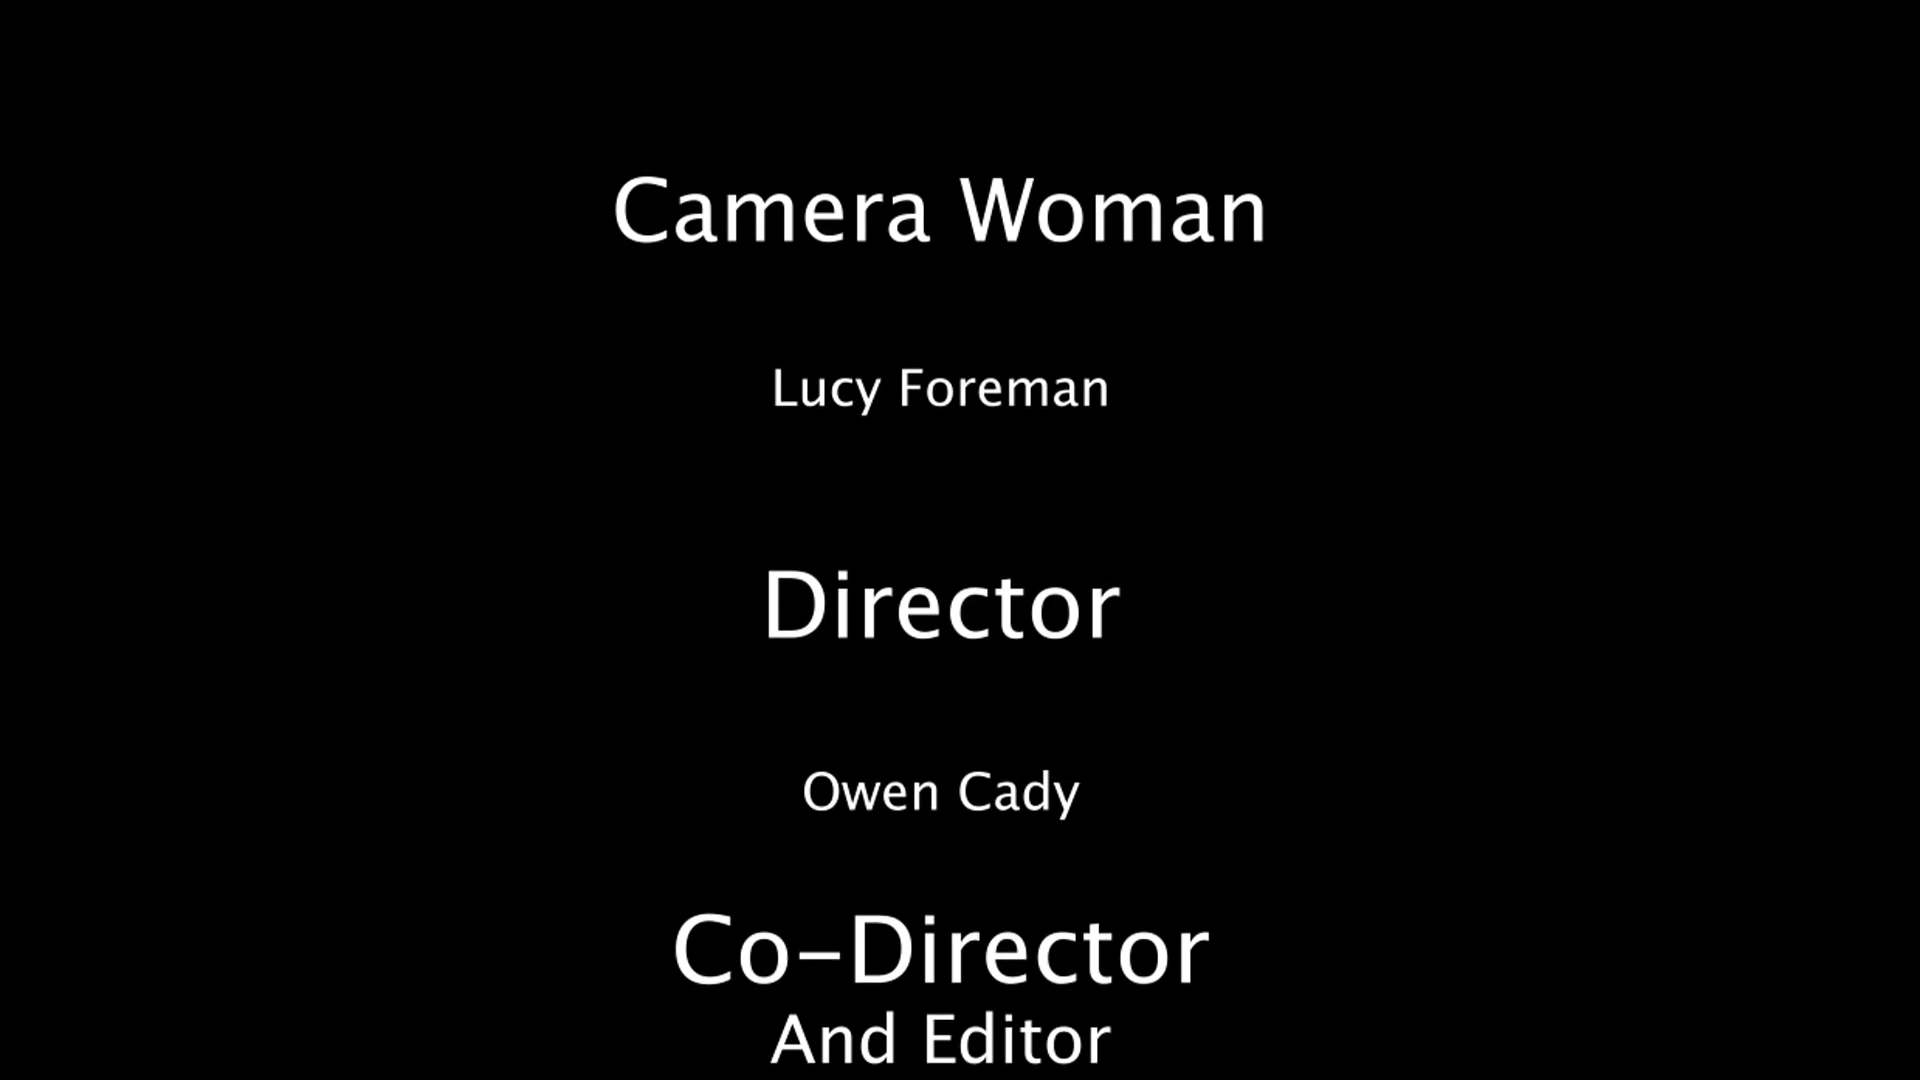 Camera Woman
Lucy Foreman
Director
Owen Cady
Co-Director
And Editor